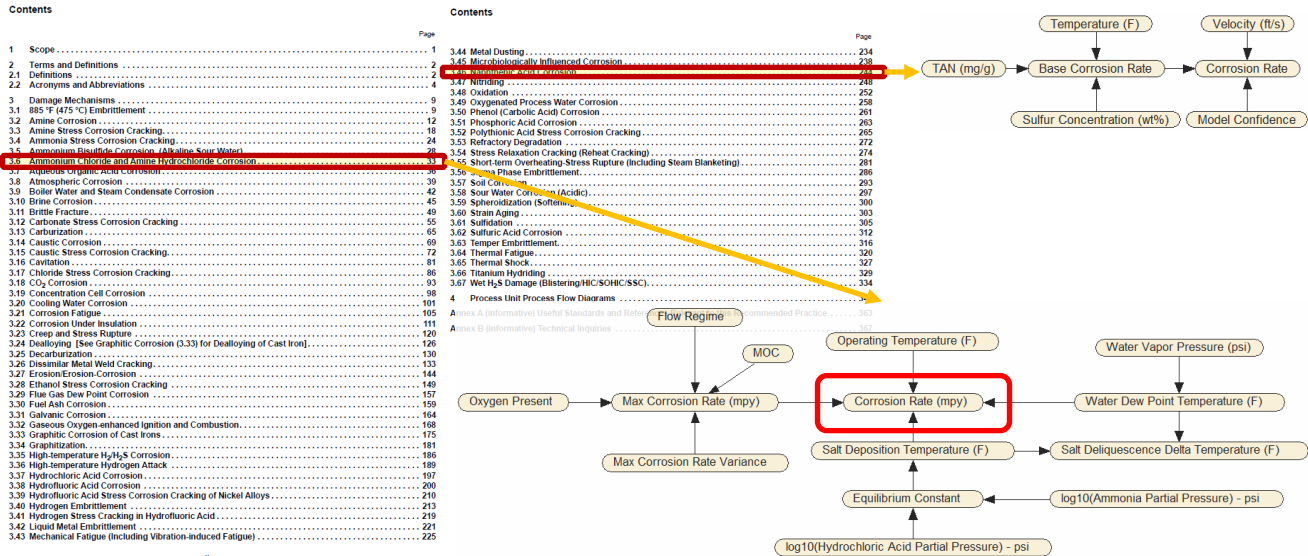 Contents
Page
1 Scope . . . . . 1
2 Terms and Definitions . . . . . 2
2.1 Definitions . . . . . 2
2.2 Acronyms and Abbreviations . . . . . 4
3 Damage Mechanisms . . . . . 9
3.1 885 °F (475 °C) Embrittlement . . . . . 9
3.2 Amine Corrosion . . . . . 12
3.3 Amine Stress Corrosion Cracking. . . . . . 18
3.4 Ammonia Stress Corrosion Cracking . . . . . 24
3.5 Ammonium Bisulfide Corrosion (Alkaline Sour Water) . . . . . 28
3.6 Ammonium Chloride and Amine Hydrochloride Corrosion . . . . . 33
3.7 Aqueous Organic Acid Corrosion . . . . . 36
3.8 Atmospheric Corrosion . . . . . 39
3.9 Boiler Water and Steam Condensate Corrosion . . . . . 42
3.10 Brine Corrosion . . . . . 45
3.11 Brittle Fracture . . . . . 49
3.12 Carbonate Stress Corrosion Cracking . . . . . 55
3.13 Carburization . . . . . 65
3.14 Caustic Corrosion . . . . . 69
3.15 Caustic Stress Corrosion Cracking. . . . . . 72
3.16 Cavitation . . . . . 81
3.17 Chloride Stress Corrosion Cracking . . . . . 86
3.18 CO2 Corrosion . . . . . 93
3.19 Concentration Cell Corrosion . . . . . 98
3.20 Cooling Water Corrosion . . . . . 101
3.21 Corrosion Fatigue . . . . . 105
3.22 Corrosion Under Insulation . . . . . 111
3.23 Creep and Stress Rupture . . . . . 120
3.24 Dealloying [See Graphitic Corrosion (3.33) for Dealloying of Cast Iron] . . . . . 126
3.25 Decarburization . . . . . 130
3.26 Dissimilar Metal Weld Cracking . . . . . 133
3.27 Erosion/Erosion-Corrosion . . . . . 144
3.28 Ethanol Stress Corrosion Cracking . . . . . 149
3.29 Flue Gas Dew Point Corrosion . . . . . 157
3.30 Fuel Ash Corrosion . . . . . 159
3.31 Galvanic Corrosion . . . . . 164
3.32 Gaseous Oxygen-enhanced Ignition and Combustion. . . . . . 168
3.33 Graphitic Corrosion of Cast Irons . . . . . 175
3.34 Graphitization. . . . . . 181
3.35 High-temperature H2/H2S Corrosion . . . . . 186
3.36 High-temperature Hydrogen Attack . . . . . 189
3.37 Hydrochloric Acid Corrosion . . . . . 197
3.38 Hydrofluoric Acid Corrosion . . . . . 200
3.39 Hydrofluoric Acid Stress Corrosion Cracking of Nickel Alloys . . . . . 210
3.40 Hydrogen Embrittlement . . . . . 213
3.41 Hydrogen Stress Cracking in Hydrofluoric Acid . . . . . 219
3.42 Liquid Metal Embrittlement . . . . . 221
3.43 Mechanical Fatigue (Including Vibration-induced Fatigue) . . . . . 225
Contents
Page
3.44 Metal Dusting . . . . . 234
3.45 Microbiologically Influenced Corrosion . . . . . 238
3.46 Naphthenic Acid Corrosion . . . . . 244
3.47 Nitriding . . . . . 248
3.48 Oxidation . . . . . 252
3.49 Oxygenated Process Water Corrosion . . . . . 258
3.50 Phenol (Carbolic Acid) Corrosion . . . . . 261
3.51 Phosphoric Acid Corrosion . . . . . 263
3.52 Polythionic Acid Stress Corrosion Cracking . . . . . 265
3.53 Refractory Degradation . . . . . 272
3.54 Stress Relaxation Cracking (Reheat Cracking) . . . . . 274
3.55 Short-term Overheating-Stress Rupture (Including Steam Blanketing) . . . . . 281
3.56 Sigma Phase Embrittlement. . . . . . 286
3.57 Soil Corrosion . . . . . 293
3.58 Sour Water Corrosion (Acidic) . . . . . 297
3.59 Spheroidization (Softening) . . . . . 300
3.60 Strain Aging . . . . . 303
3.61 Sulfidation . . . . . 305
3.62 Sulfuric Acid Corrosion . . . . . 312
3.63 Temper Embrittlement. . . . . . 316
3.64 Thermal Fatigue . . . . . 320
3.65 Thermal Shock . . . . . 327
3.66 Titanium Hydriding . . . . . 329
3.67 Wet H2S Damage (Blistering/HIC/SOHIC/SSC). . . . . . 334
4 Process Unit Process Flow Diagrams . . . . .
Annex A (informative) Useful Standards and Recommended Practice . . . . . 363
Annex B (informative) Technical Inquiries . . . . . 367
Temperature (F)
Velocity (ft/s)
TAN (mg/g)
Base Corrosion Rate
Corrosion Rate
Sulfur Concentration (wt%)
Model Confidence
Flow Regime
MOC
Operating Temperature (F)
Water Vapor Pressure (psi)
Oxygen Present
Max Corrosion Rate (mpy)
Corrosion Rate (mpy)
Water Dew Point Temperature (F)
Max Corrosion Rate Variance
Salt Deposition Temperature (F)
Salt Deliquescence Delta Temperature (F)
Equilibrium Constant
log10(Ammonia Partial Pressure) - psi
log10(Hydrochloric Acid Partial Pressure) - psi